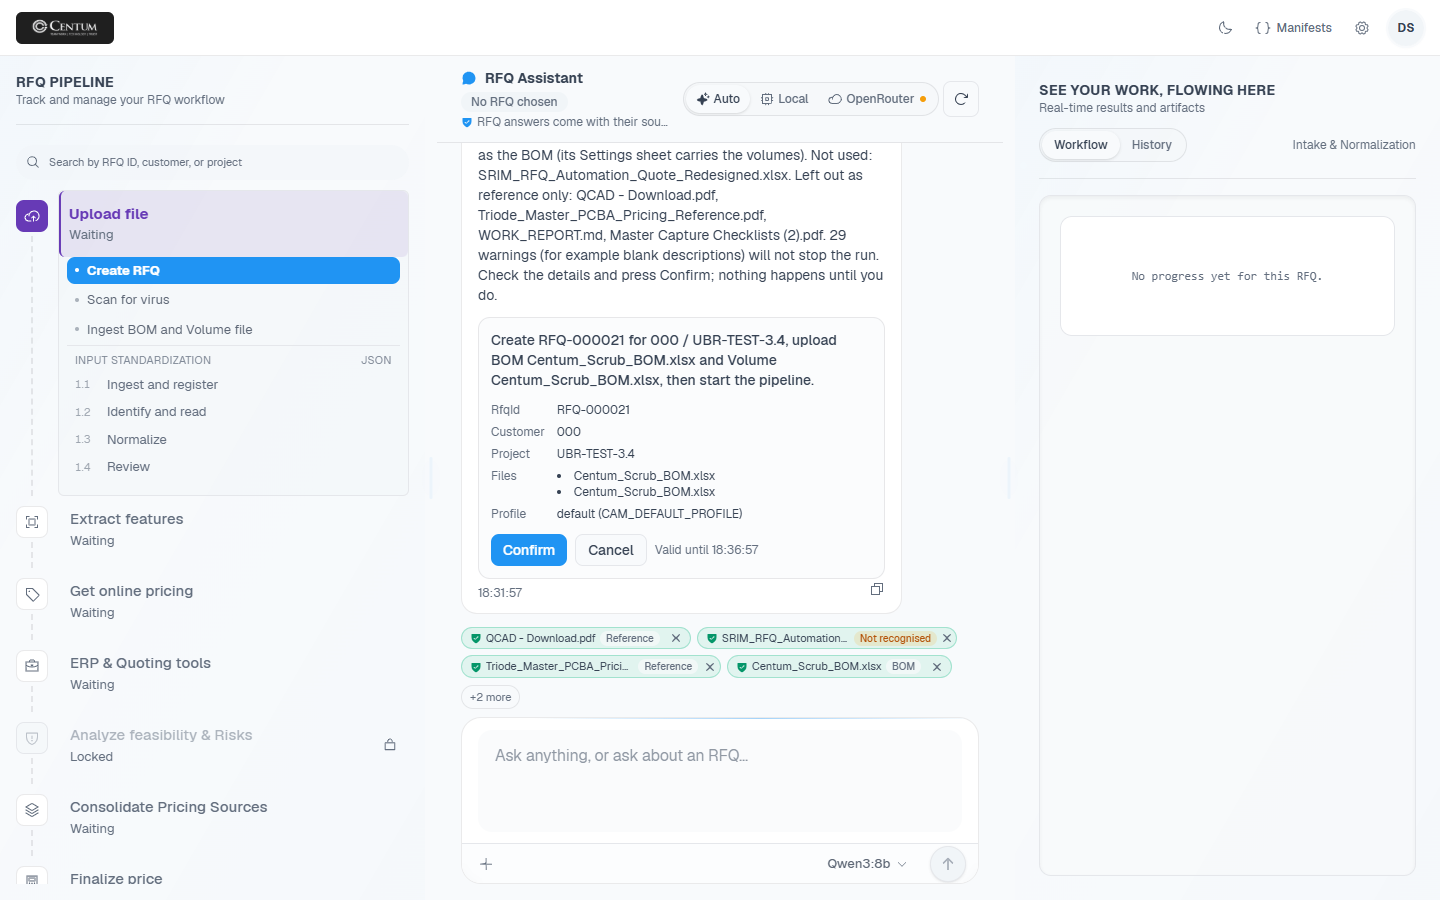 CENTUM
Manifests
DS
RFQ PIPELINE
Track and manage your RFQ workflow
Search by RFQ ID, customer, or project
Upload file
Waiting
Create RFQ
Scan for virus
Ingest BOM and Volume file
INPUT STANDARDIZATION JSON
1.1 Ingest and register
1.2 Identify and read
1.3 Normalize
1.4 Review
Extract features
Waiting
Get online pricing
Waiting
ERP & Quoting tools
Waiting
Analyze feasibility & Risks
Locked
Consolidate Pricing Sources
Waiting
Finalize price
RFQ Assistant
No RFQ chosen
RFQ answers come with their sou...
Auto Local OpenRouter
as the BOM (its Settings sheet carries the volumes). Not used:
SRIM_RFQ_Automation_Quote_Redesigned.xlsx. Left out as
reference only: QCAD - Download.pdf,
Triode_Master_PCBA_Pricing_Reference.pdf,
WORK_REPORT.md, Master Capture Checklists (2).pdf. 29
warnings (for example blank descriptions) will not stop the run.
Check the details and press Confirm; nothing happens until you
do.
Create RFQ-000021 for 000 / UBR-TEST-3.4, upload
BOM Centum_Scrub_BOM.xlsx and Volume
Centum_Scrub_BOM.xlsx, then start the pipeline.
RfqId RFQ-000021
Customer 000
Project UBR-TEST-3.4
Files • Centum_Scrub_BOM.xlsx
• Centum_Scrub_BOM.xlsx
Profile default (CAM_DEFAULT_PROFILE)
Confirm Cancel Valid until 18:36:57
18:31:57
QCAD - Download.pdf Reference
SRIM_RFQ_Automation... Not recognised
Triode_Master_PCBA_Prici... Reference
Centum_Scrub_BOM.xlsx BOM
+2 more
Ask anything, or ask about an RFQ...
Qwen3:8b
SEE YOUR WORK, FLOWING HERE
Real-time results and artifacts
Workflow History Intake & Normalization
No progress yet for this RFQ.